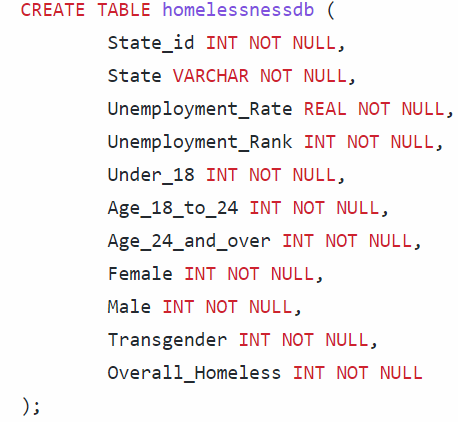 CREATE TABLE homelessnessdb (
State_id INT NOT NULL,
State VARCHAR NOT NULL,
Unemployment_Rate REAL NOT NULL,
Unemployment_Rank INT NOT NULL,
Under_18 INT NOT NULL,
Age_18_to_24 INT NOT NULL,
Age_24_and_over INT NOT NULL,
Female INT NOT NULL,
Male INT NOT NULL,
Transgender INT NOT NULL,
Overall_Homeless INT NOT NULL
);